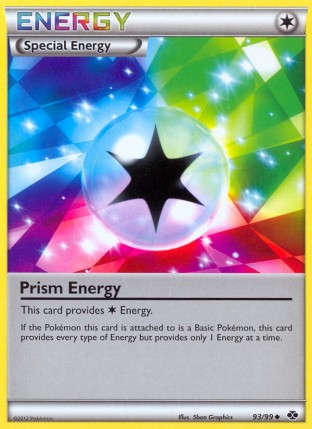 ENERGY
Special Energy
Prism Energy
This card provides ✶ Energy.
If the Pokémon this card is attached to is a Basic Pokémon, this card
provides every type of Energy but provides only 1 Energy at a time.
©2012 Pokémon
Illus. 5ban Graphics
93/99 ◆